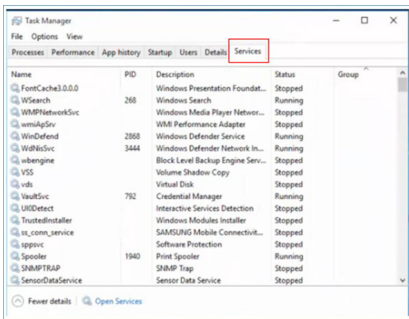 Task Manager
File Options View
Processes Performance App history Startup Users Details Services
Name PID Description Status Group
FontCache3.0.0.0 Windows Presentation Foundat... Stopped
WSearch 268 Windows Search Running
WMPNetworkSvc Windows Media Player Networ... Stopped
wmiApSrv WMI Performance Adapter Stopped
WinDefend 2868 Windows Defender Service Running
WdNisSvc 3444 Windows Defender Network In... Running
wbengine Block Level Backup Engine Serv... Stopped
VSS Volume Shadow Copy Stopped
vds Virtual Disk Stopped
VaultSvc 792 Credential Manager Running
UI0Detect Interactive Services Detection Stopped
TrustedInstaller Windows Modules Installer Stopped
ss_conn_service SAMSUNG Mobile Connectivit... Stopped
sppsvc Software Protection Stopped
Spooler 1940 Print Spooler Running
SNMPTRAP SNMP Trap Stopped
SensorDataService Sensor Data Service Stopped
Fewer details Open Services